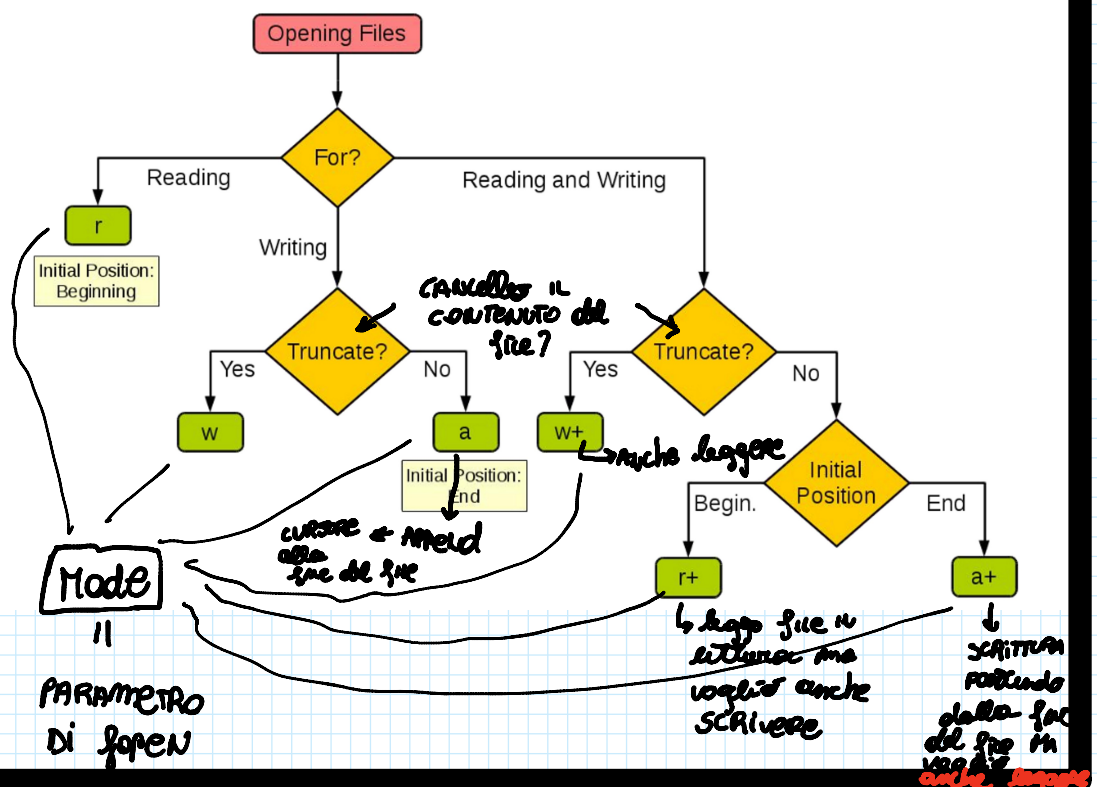 Opening Files
For?
Reading
Reading and Writing
r
Writing
Initial Position:
Beginning
CANCELLO IL
CONTENUTO del
file?
Truncate?
Truncate?
Yes
No
Yes
No
w
a
w+
Initial Position:
End
→ Anche leggere
Initial
Position
Begin.
End
CURSORE ← APPEND
alla
fine del file
Mode
r+
a+
=
PARAMETRO
Di fopen
↳ leggo file in
lettura ma
voglio anche
SCRIVERE
SCRITTURA
partendo
dalla fine
del file ma
voglio
anche leggere